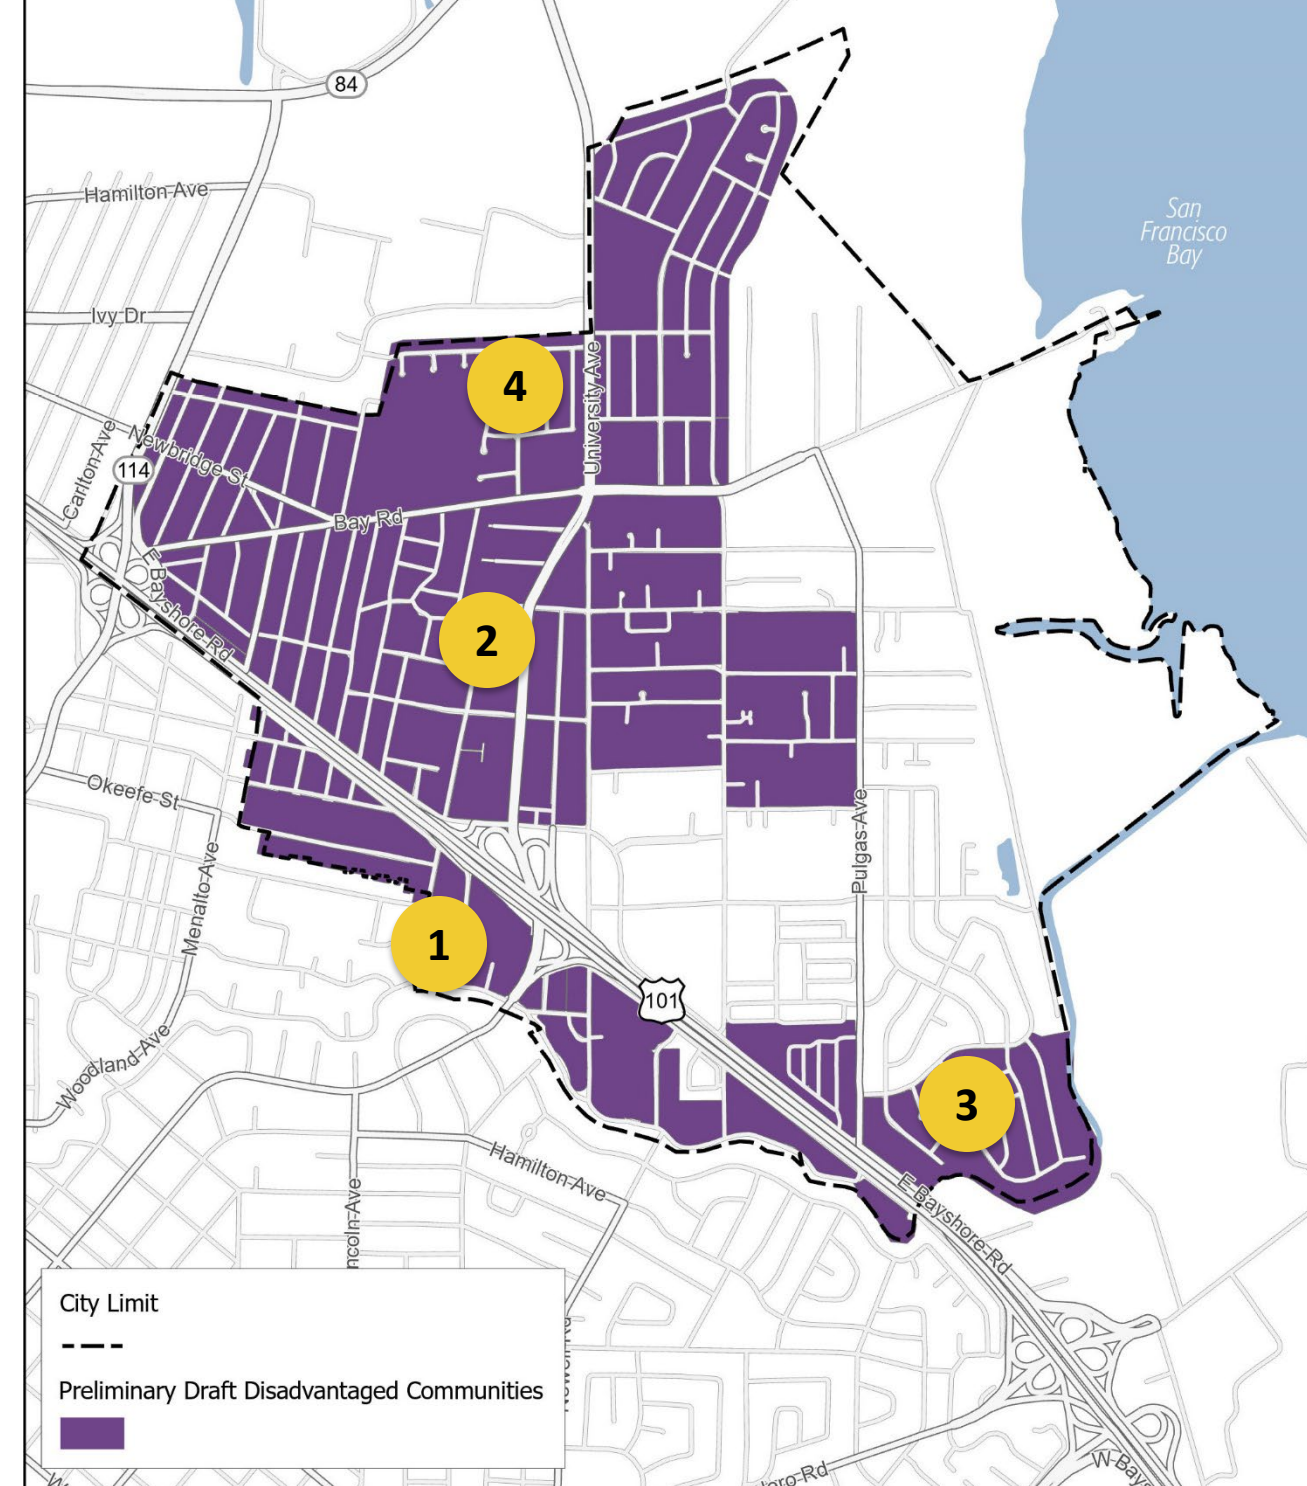 84
Hamilton Ave
San
Francisco
Bay
Ivy Dr
University Ave
4
Carlton Ave
Newbridge St
114
Bay Rd
E Bayshore Rd
2
Okeefe St
Pulgas Ave
Menalto Ave
1
101
Woodland Ave
3
Hamilton Ave
E Bayshore Rd
City Limit
Preliminary Draft Disadvantaged Communities
W Bays